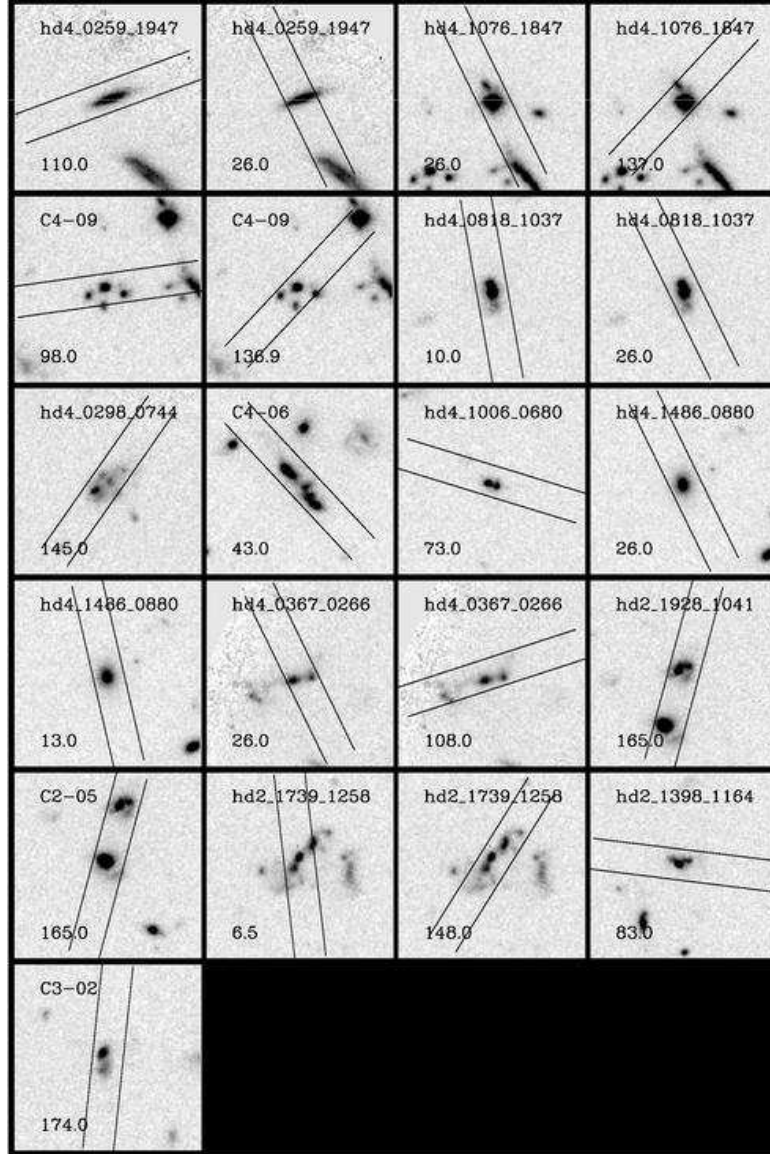 hd4_0259_1947
110.0
hd4_0259_1947
26.0
hd4_1076_1847
26.0
hd4_1076_1847
137.0
C4-09
98.0
C4-09
136.9
hd4_0818_1037
10.0
hd4_0818_1037
26.0
hd4_0298_0744
145.0
C4-06
43.0
hd4_1006_0680
73.0
hd4_1486_0880
26.0
hd4_1486_0880
13.0
hd4_0367_0266
26.0
hd4_0367_0266
108.0
hd2_1928_1041
165.0
C2-05
165.0
hd2_1739_1258
6.5
hd2_1739_1258
148.0
hd2_1398_1164
83.0
C3-02
174.0